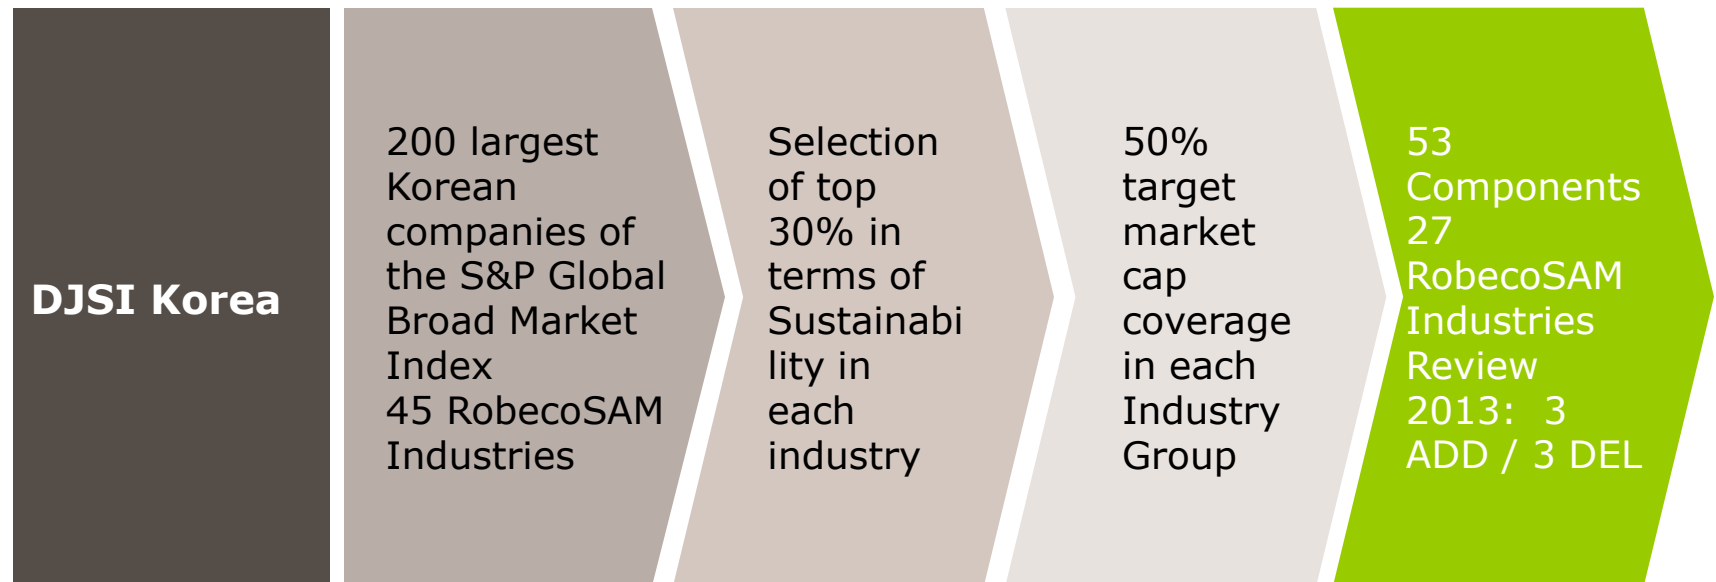 DJSI Korea
200 largest
Korean
companies of
the S&P Global
Broad Market
Index
45 RobecoSAM
Industries
Selection
of top
30% in
terms of
Sustainabi
lity in
each
industry
50%
target
market
cap
coverage
in each
Industry
Group
53
Components
27
RobecoSAM
Industries
Review
2013:  3
ADD / 3 DEL